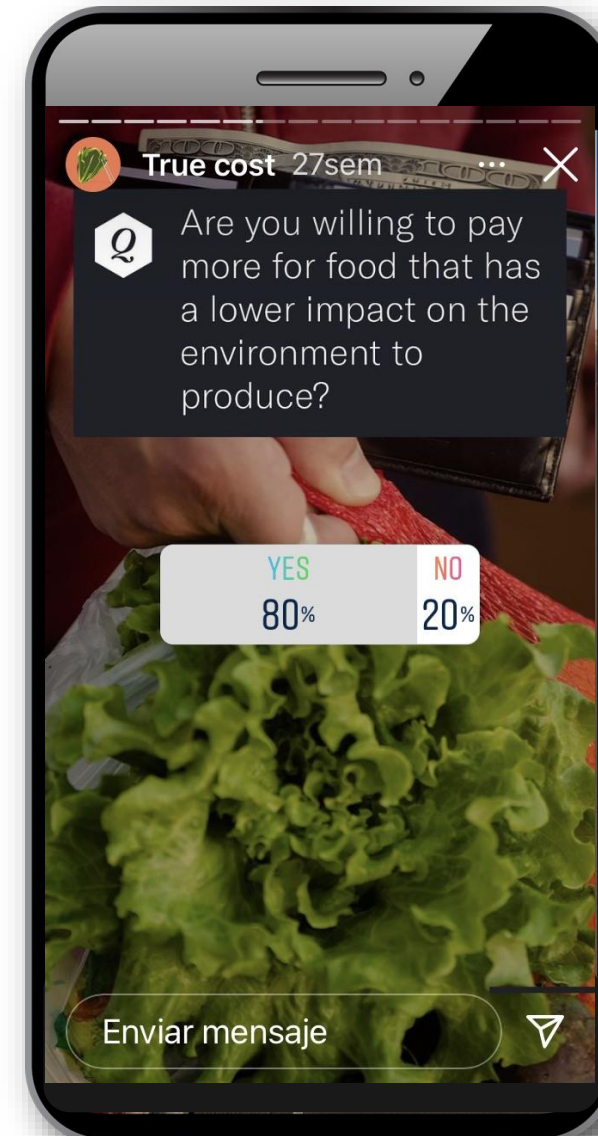 True cost 27sem
Q
Are you willing to pay
more for food that has
a lower impact on the
environment to
produce?
YES NO
80% 20%
Enviar mensaje